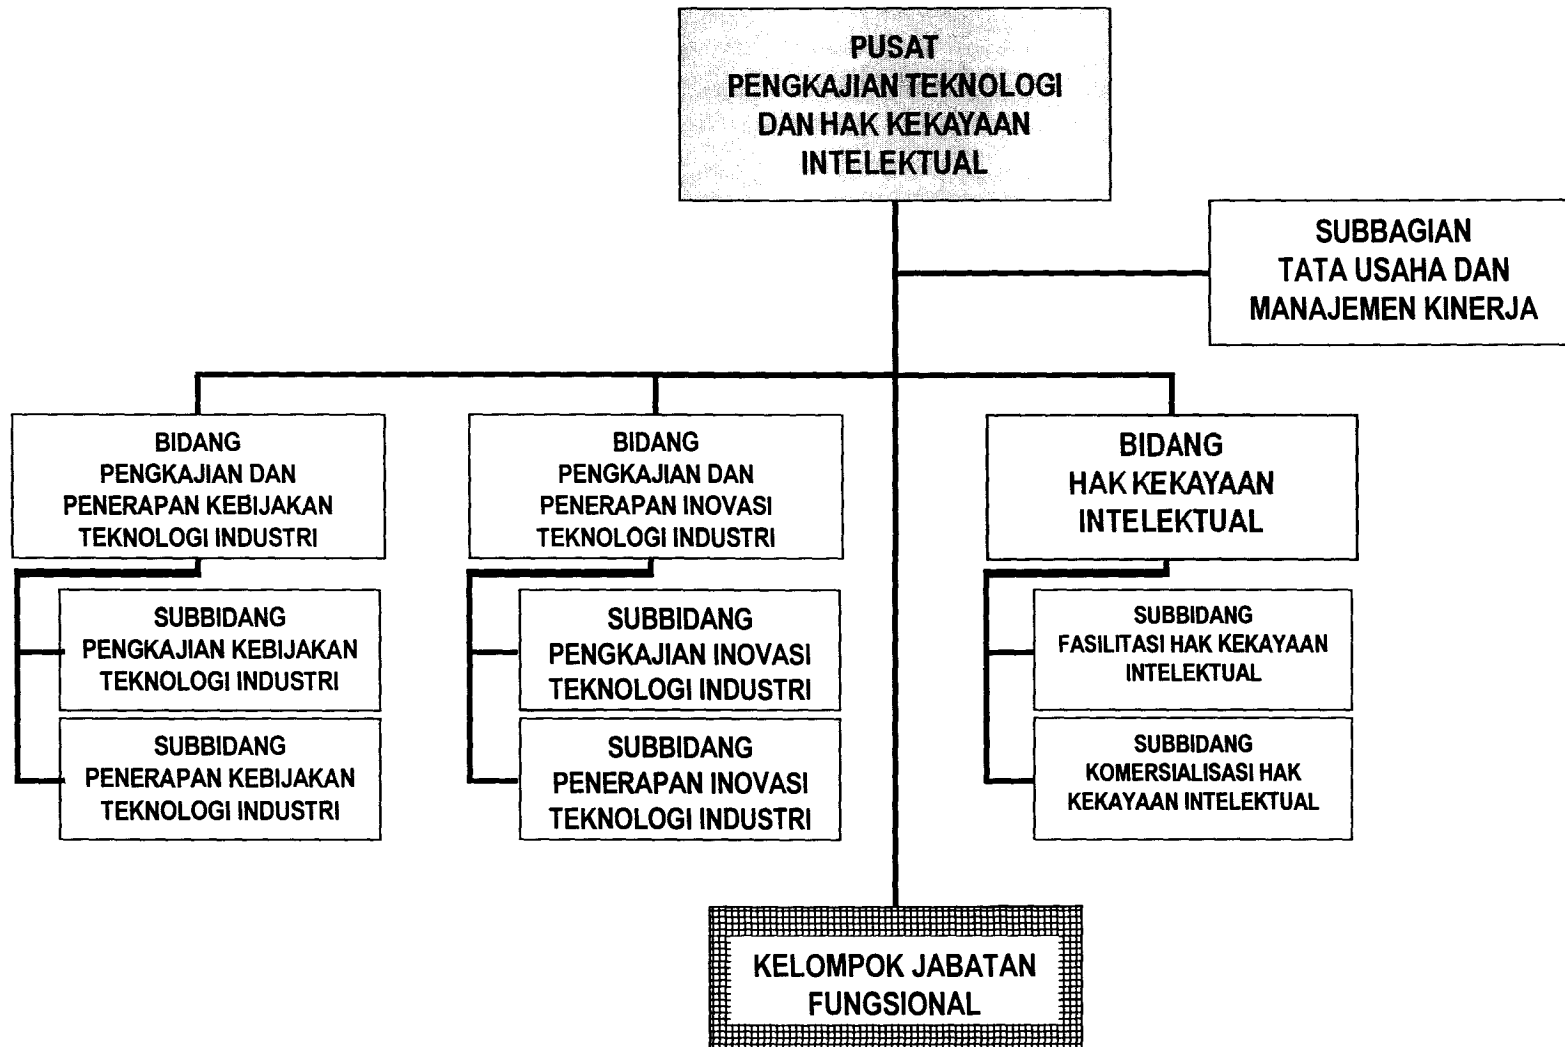 PUSAT
PENGKAJIAN TEKNOLOGI
DAN HAK KEKAYAAN
INTELEKTUAL
SUBBAGIAN
TATA USAHA DAN
MANAJEMEN KINERJA
BIDANG
PENGKAJIAN DAN
PENERAPAN KEBIJAKAN
TEKNOLOGI INDUSTRI
BIDANG
PENGKAJIAN DAN
PENERAPAN INOVASI
TEKNOLOGI INDUSTRI
BIDANG
HAK KEKAYAAN
INTELEKTUAL
SUBBIDANG
PENGKAJIAN KEBIJAKAN
TEKNOLOGI INDUSTRI
SUBBIDANG
PENERAPAN KEBIJAKAN
TEKNOLOGI INDUSTRI
SUBBIDANG
PENGKAJIAN INOVASI
TEKNOLOGI INDUSTRI
SUBBIDANG
PENERAPAN INOVASI
TEKNOLOGI INDUSTRI
SUBBIDANG
FASILITASI HAK KEKAYAAN
INTELEKTUAL
SUBBIDANG
KOMERSIALISASI HAK
KEKAYAAN INTELEKTUAL
KELOMPOK JABATAN
FUNGSIONAL